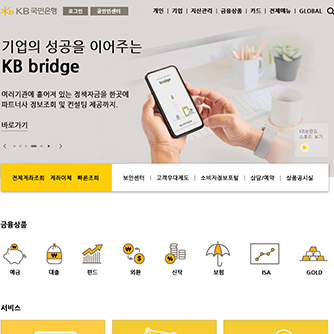 KB 국민은행 로그인 공인인증센터 개인 기업 자산관리 금융상품 카드 전체메뉴 GLOBAL
기업의 성공을 이어주는
KB bridge
여러기관에 흩어져 있는 정책자금을 한곳에
파트너사 정보조회 및 컨설팅 제공까지.
바로가기
KB브랜드
스토리 보기
전체계좌조회 계좌이체 빠른조회 보안센터 고객우대제도 소비자정보포털 상담/예약 상품공시실
금융상품
예금 대출 펀드 외환 신탁 보험 ISA GOLD
서비스